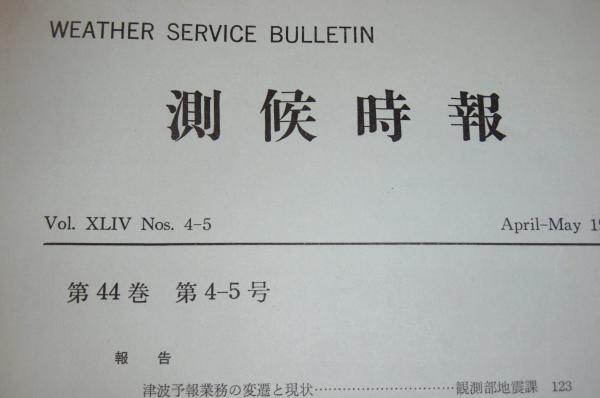 WEATHER SERVICE BULLETIN
測候時報
Vol. XLIV Nos. 4-5 April-May 19
第44巻 第4-5号
報告
津波予報業務の変遷と現状……………………………観測部地震課 123